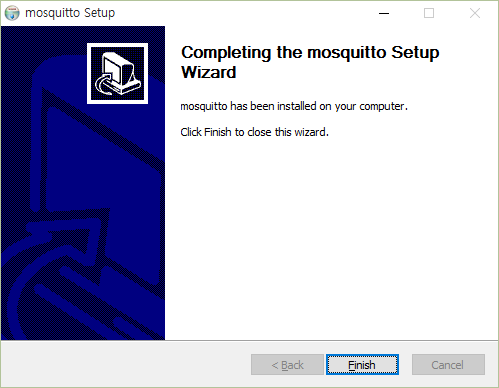 mosquitto Setup
Completing the mosquitto Setup
Wizard
mosquitto has been installed on your computer.
Click Finish to close this wizard.
< Back
Finish
Cancel